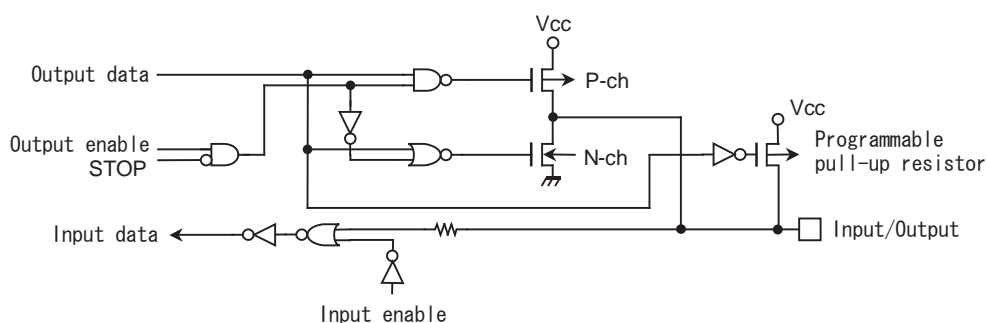 Vcc
Output data
P-ch
Vcc
Output enable
STOP
N-ch
Programmable
pull-up resistor
Input data
Input/Output
Input enable